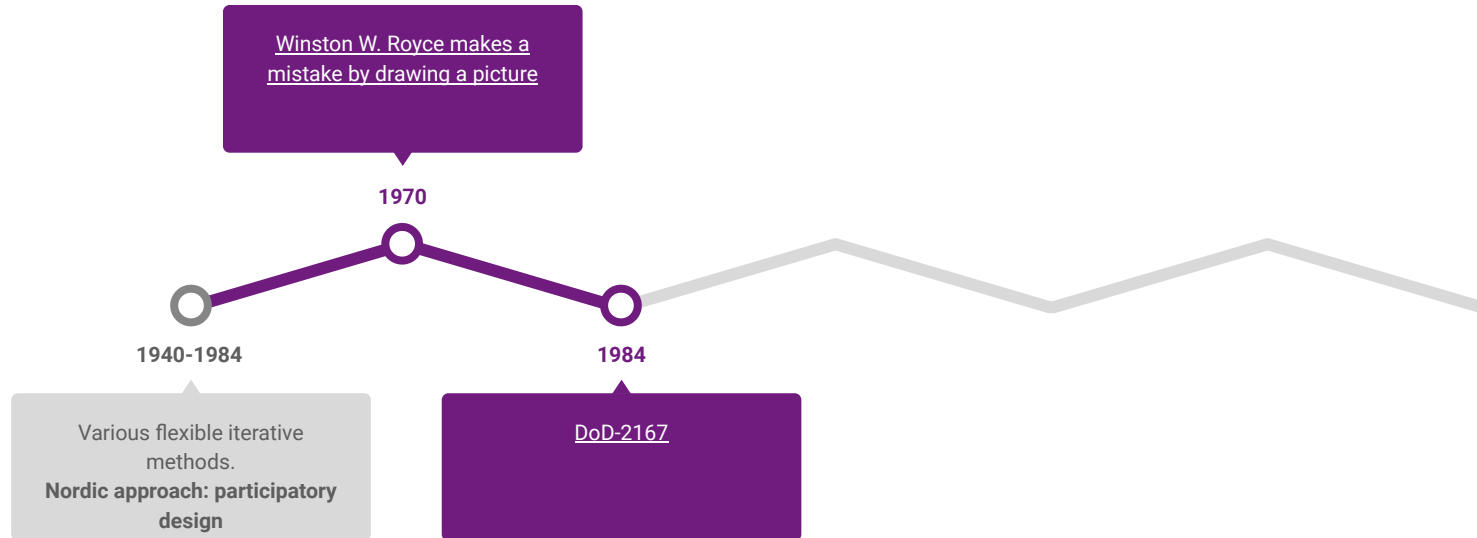 Winston W. Royce makes a
mistake by drawing a picture
1970
1940-1984
1984
Various flexible iterative
methods.
Nordic approach: participatory
design
DoD-2167